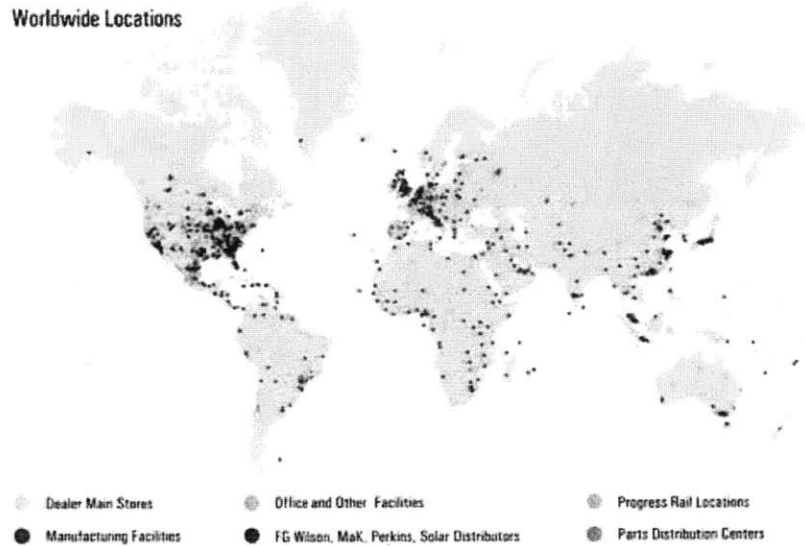 Worldwide Locations
Dealer Main Stores
Office and Other Facilities
Progress Rail Locations
Manufacturing Facilities
FG Wilson, MaK, Perkins, Solar Distributors
Parts Distribution Centers